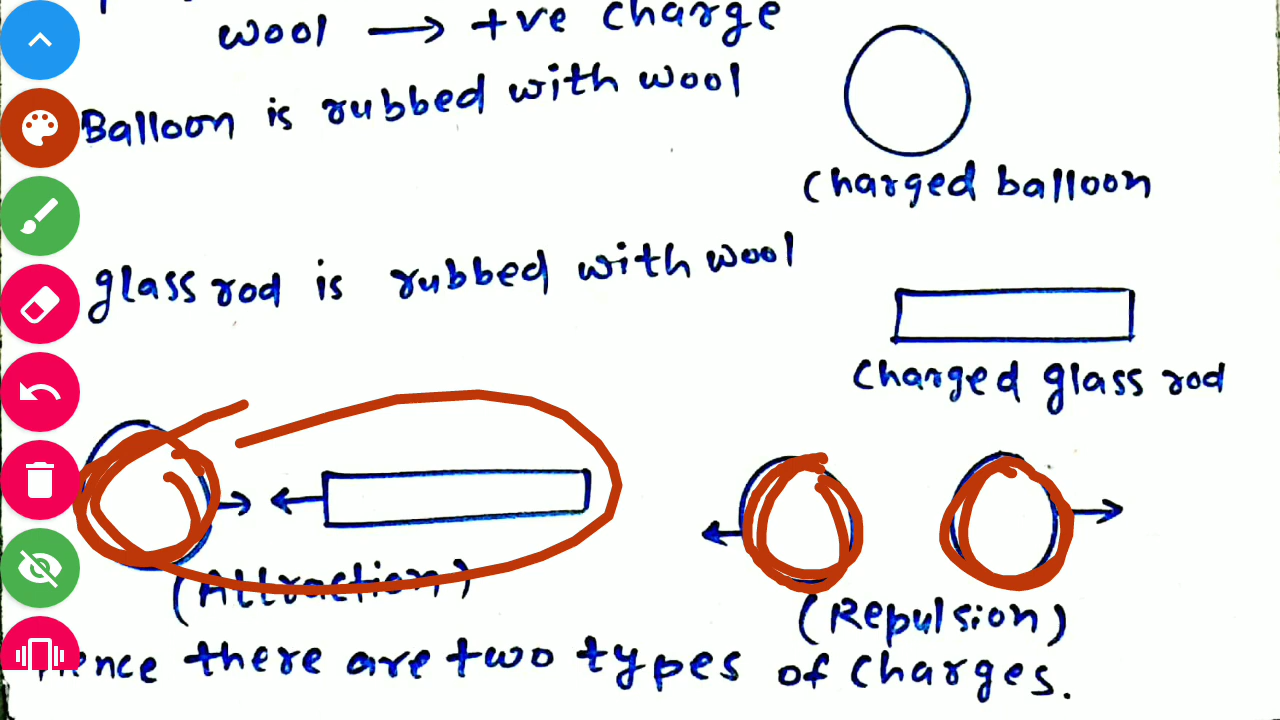 wool → +ve charge
Balloon is rubbed with wool
Charged balloon
glass rod is rubbed with wool
Charged glass rod
(Attraction)
(Repulsion)
Hence there are two types of Charges.